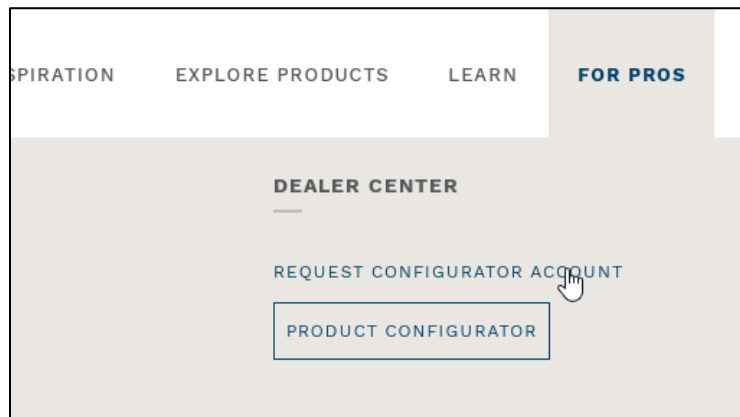 SPIRATION EXPLORE PRODUCTS LEARN FOR PROS
DEALER CENTER
REQUEST CONFIGURATOR ACCOUNT
PRODUCT CONFIGURATOR